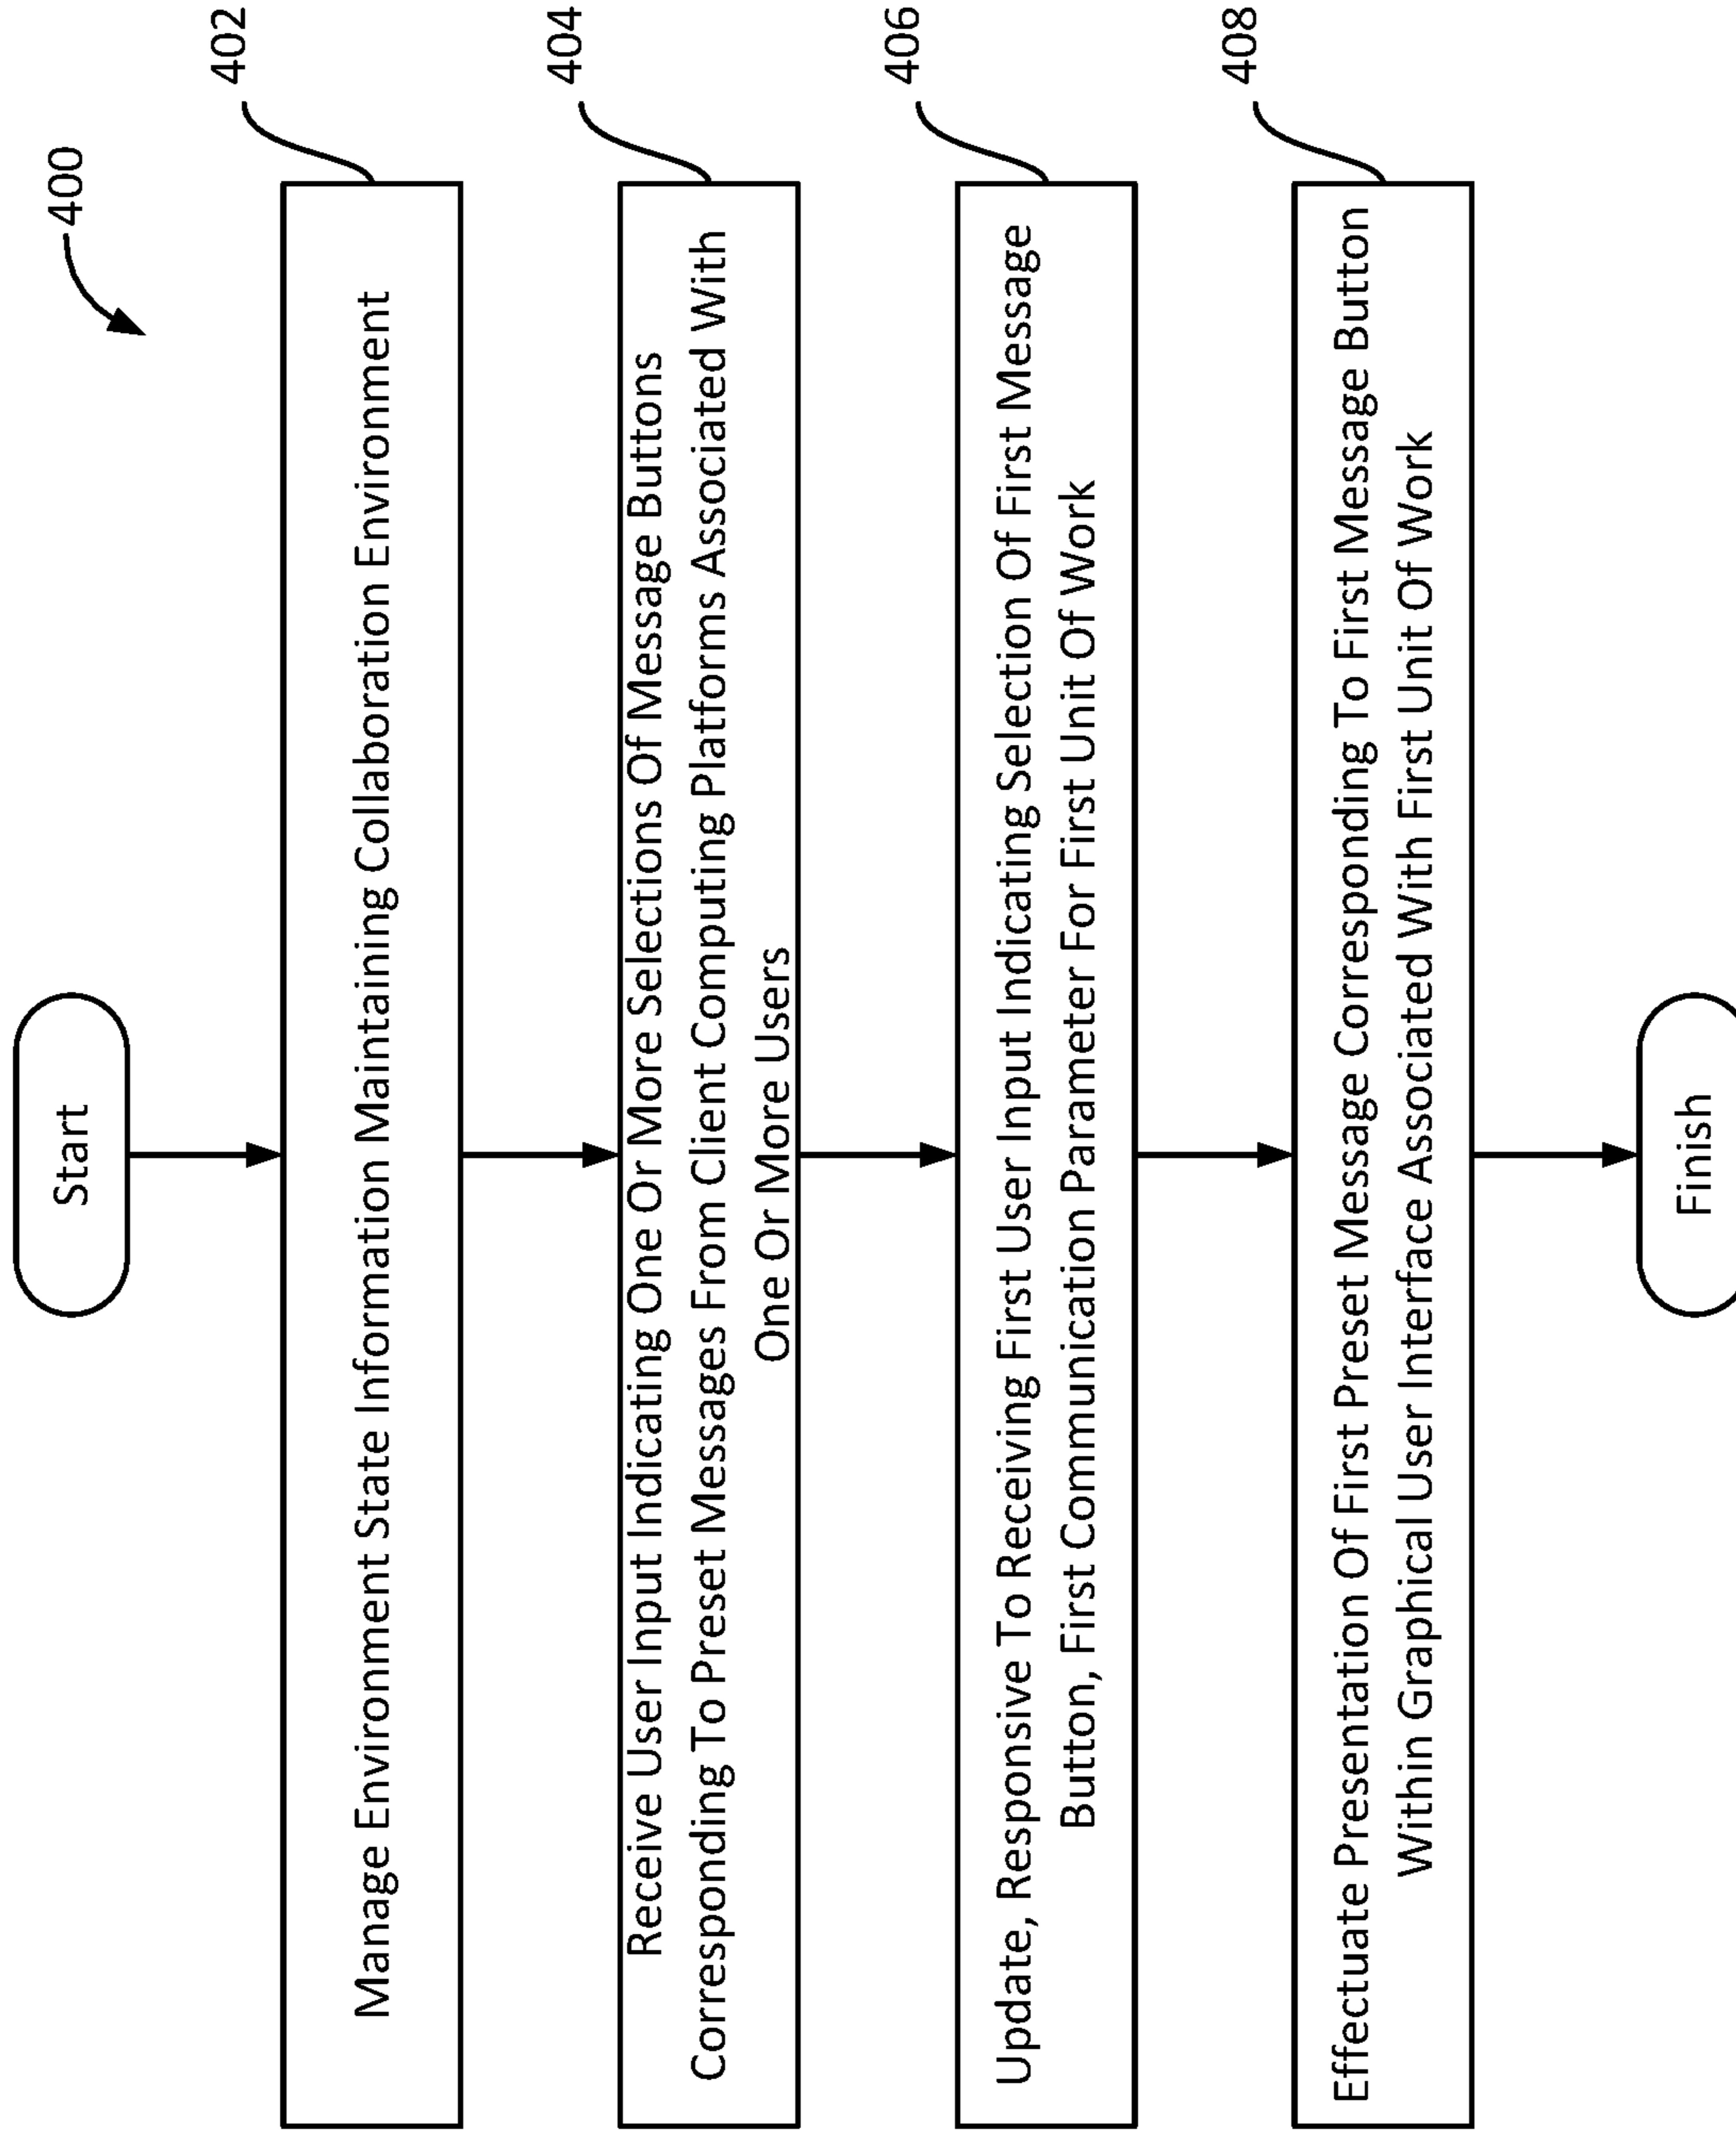 400
Start
402
Manage Environment State Information Maintaining Collaboration Environment
404
Receive User Input Indicating One Or More Selections Of Message Buttons
Corresponding To Preset Messages From Client Computing Platforms Associated With
One Or More Users
406
Update, Responsive To Receiving First User Input Indicating Selection Of First Message
Button, First Communication Parameter For First Unit Of Work
408
Effectuate Presentation Of First Preset Message Corresponding To First Message Button
Within Graphical User Interface Associated With First Unit Of Work
Finish